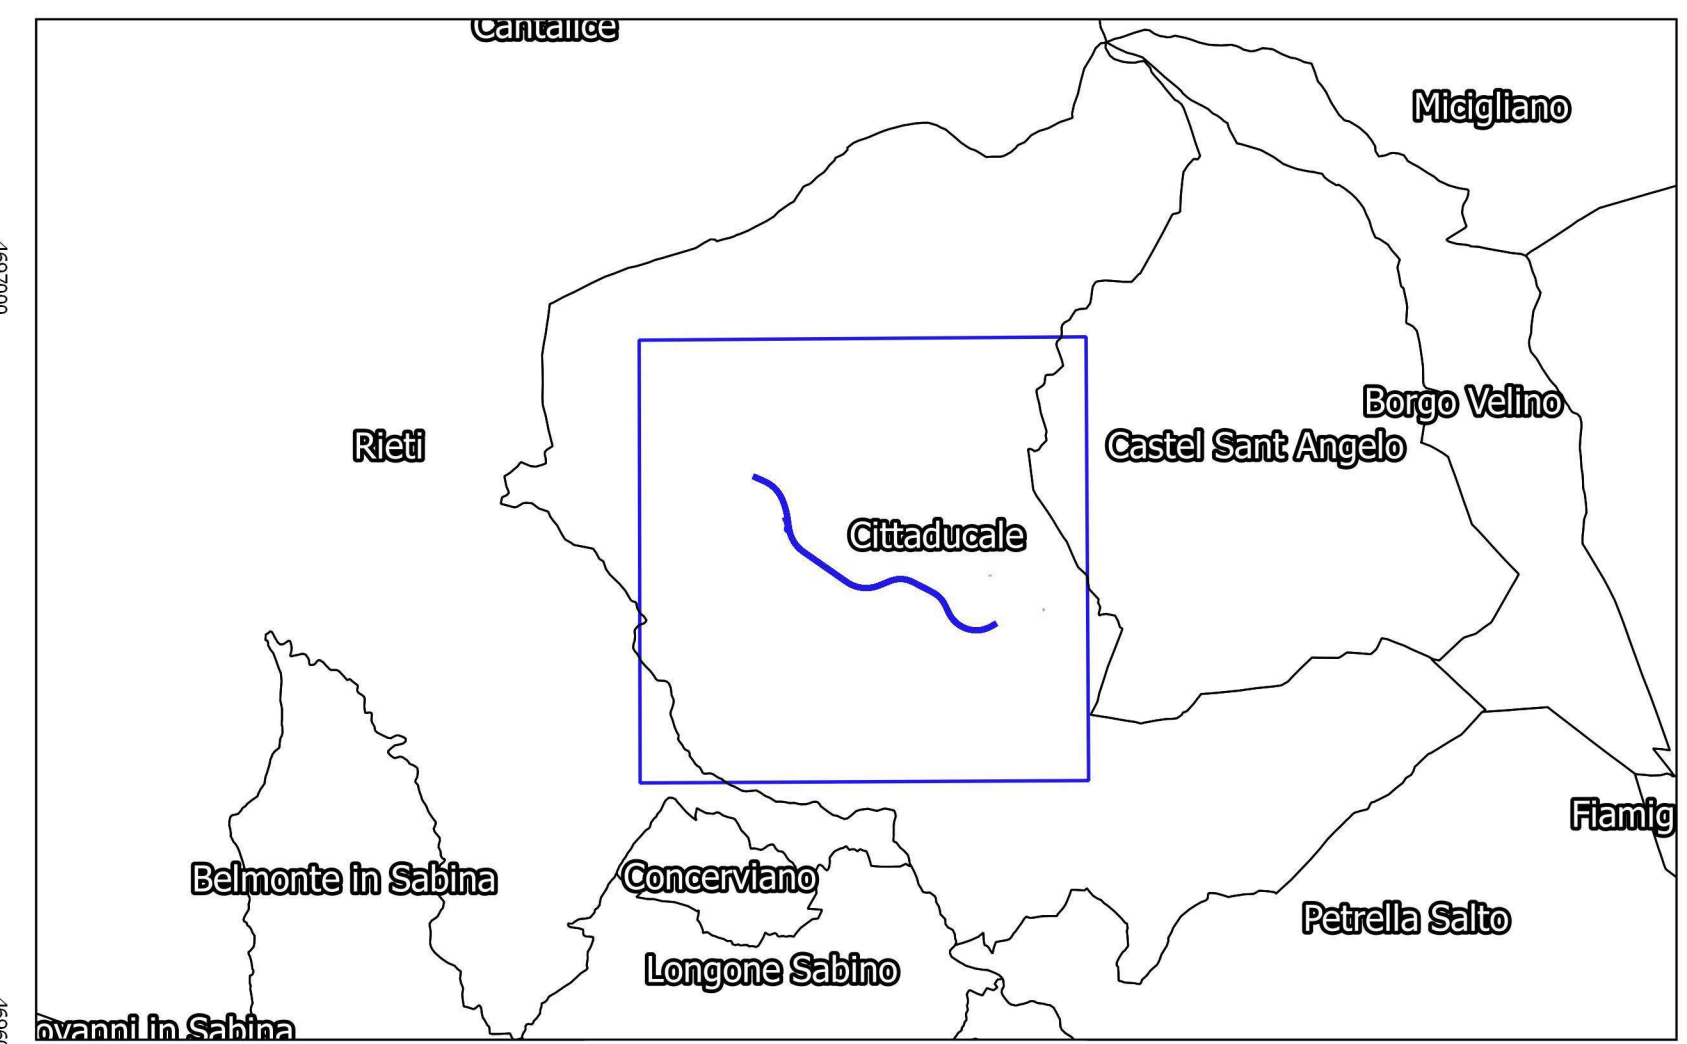 Cantalice
Micigliano
4697000
Borgo Velino
Rieti
Castel Sant Angelo
Cittaducale
Fiamig
Belmonte in Sabina
Concerviano
Petrella Salto
Longone Sabino
ovanni in Sabina